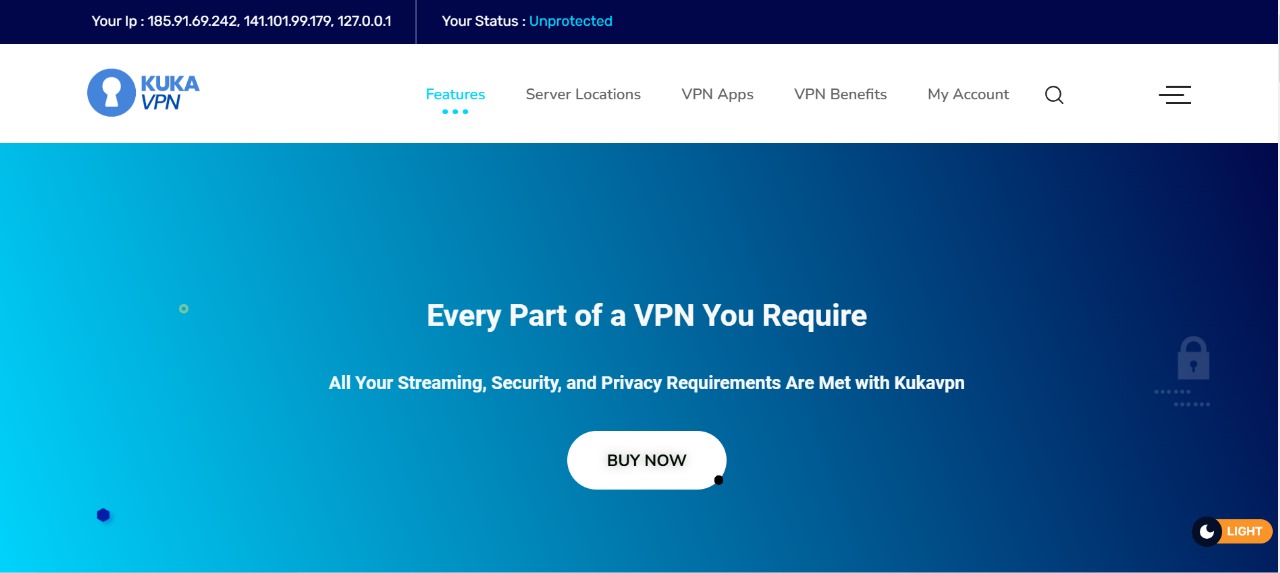 Your Ip : 185.91.69.242, 141.101.99.179, 127.0.0.1
Your Status : Unprotected
KUKA
VPN
Features
Server Locations
VPN Apps
VPN Benefits
My Account
Every Part of a VPN You Require
All Your Streaming, Security, and Privacy Requirements Are Met with Kukavpn
BUY NOW
LIGHT